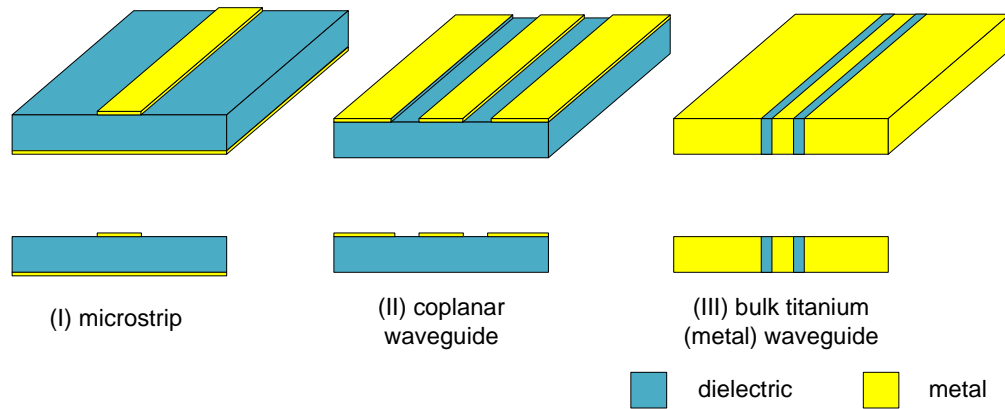 (I) microstrip
(II) coplanar
waveguide
(III) bulk titanium
(metal) waveguide
dielectric
metal